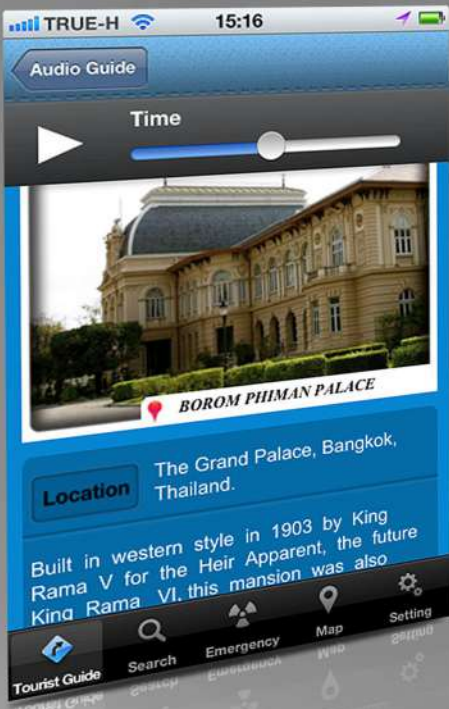 TRUE-H 15:16
Audio Guide
Time
BOROM PHIMAN PALACE
Location
The Grand Palace, Bangkok,
Thailand.
Built in western style in 1903 by King
Rama V for the Heir Apparent, the future
King Rama VI, this mansion was also
Tourist Guide
Search
Emergency
Map
Setting